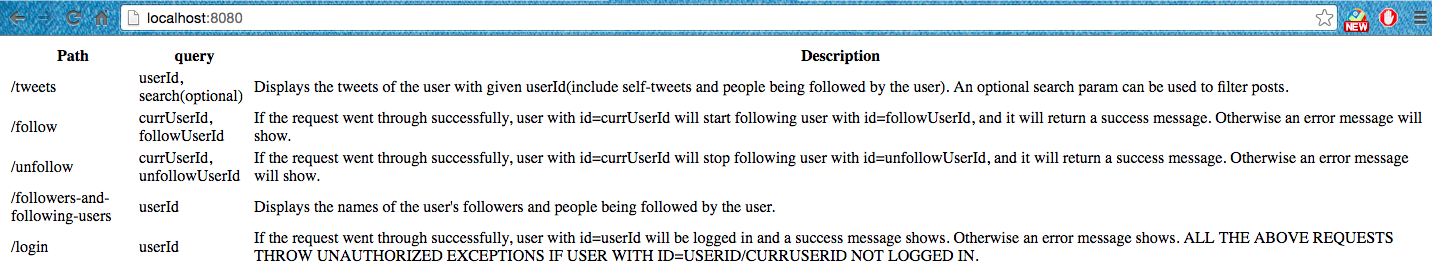 localhost:8080
NEW
Path query Description
/tweets userId, search(optional) Displays the tweets of the user with given userId(include self-tweets and people being followed by the user). An optional search param can be used to filter posts.
/follow currUserId, followUserId If the request went through successfully, user with id=currUserId will start following user with id=followUserId, and it will return a success message. Otherwise an error message will show.
/unfollow currUserId, unfollowUserId If the request went through successfully, user with id=currUserId will stop following user with id=unfollowUserId, and it will return a success message. Otherwise an error message will show.
/followers-and-following-users userId Displays the names of the user's followers and people being followed by the user.
/login userId If the request went through successfully, user with id=userId will be logged in and a success message shows. Otherwise an error message shows. ALL THE ABOVE REQUESTS THROW UNAUTHORIZED EXCEPTIONS IF USER WITH ID=USERID/CURRUSERID NOT LOGGED IN.